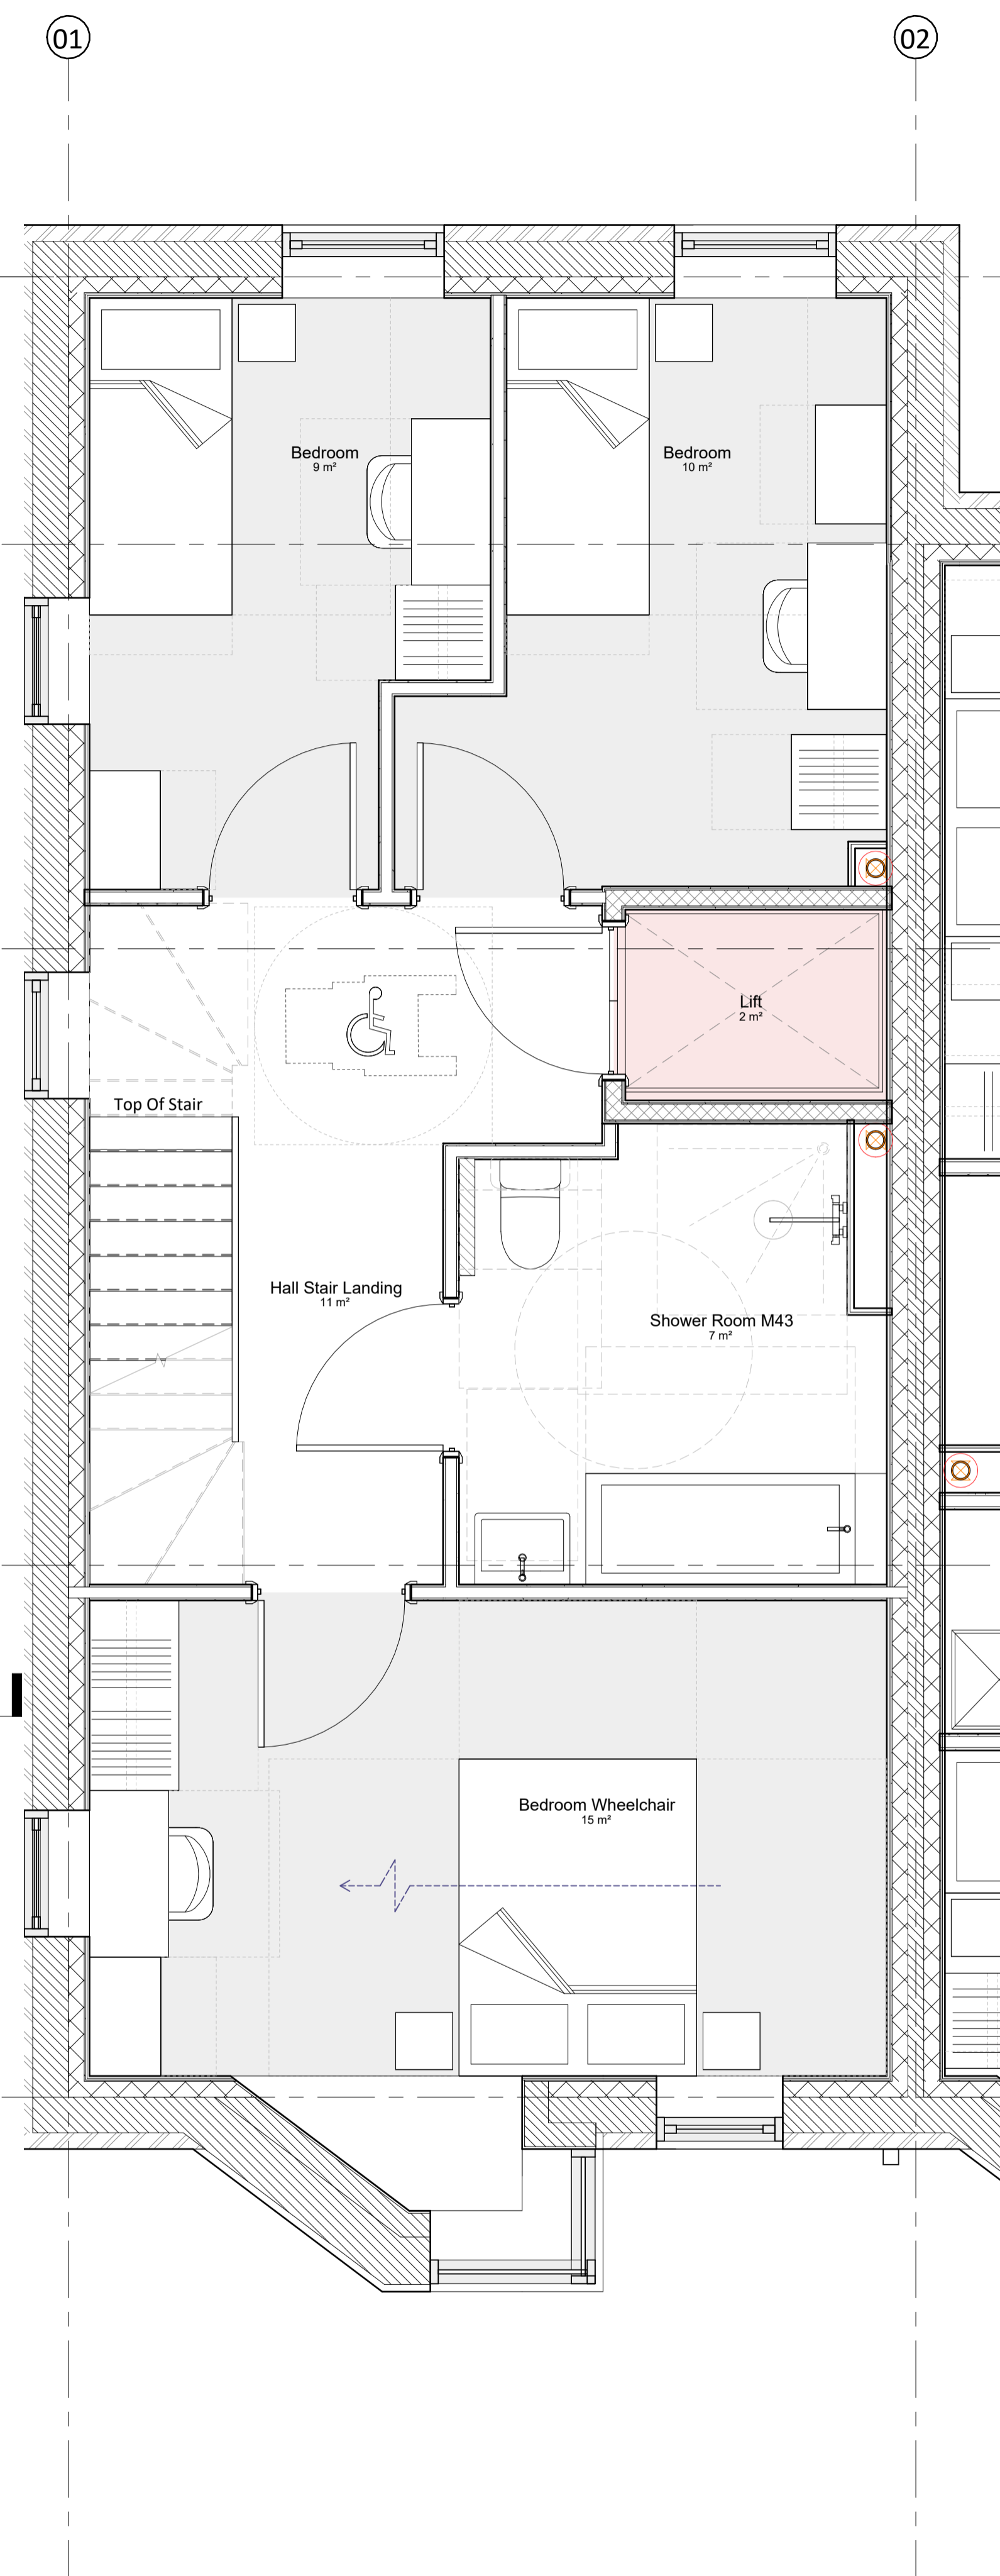 01
02
Bedroom
9 m²
Bedroom
10 m²
Lift
2 m²
Top Of Stair
Hall Stair Landing
11 m²
Shower Room M43
7 m²
Bedroom Wheelchair
15 m²